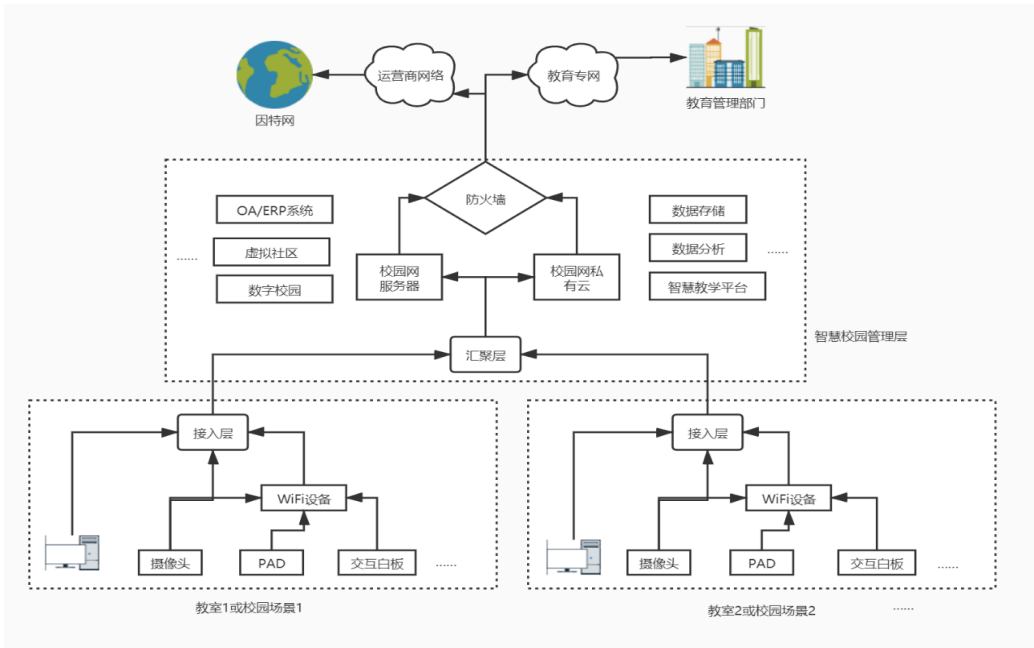 运营商网络
教育专网
因特网
教育管理部门
防火墙
OA/ERP系统
数据存储
虚拟社区
数据分析
……
……
校园网
服务器
校园网私
有云
数字校园
智慧教学平台
智慧校园管理层
汇聚层
接入层
接入层
WiFi设备
WiFi设备
摄像头
PAD
交互白板
……
摄像头
PAD
交互白板
……
教室1或校园场景1
教室2或校园场景2
……